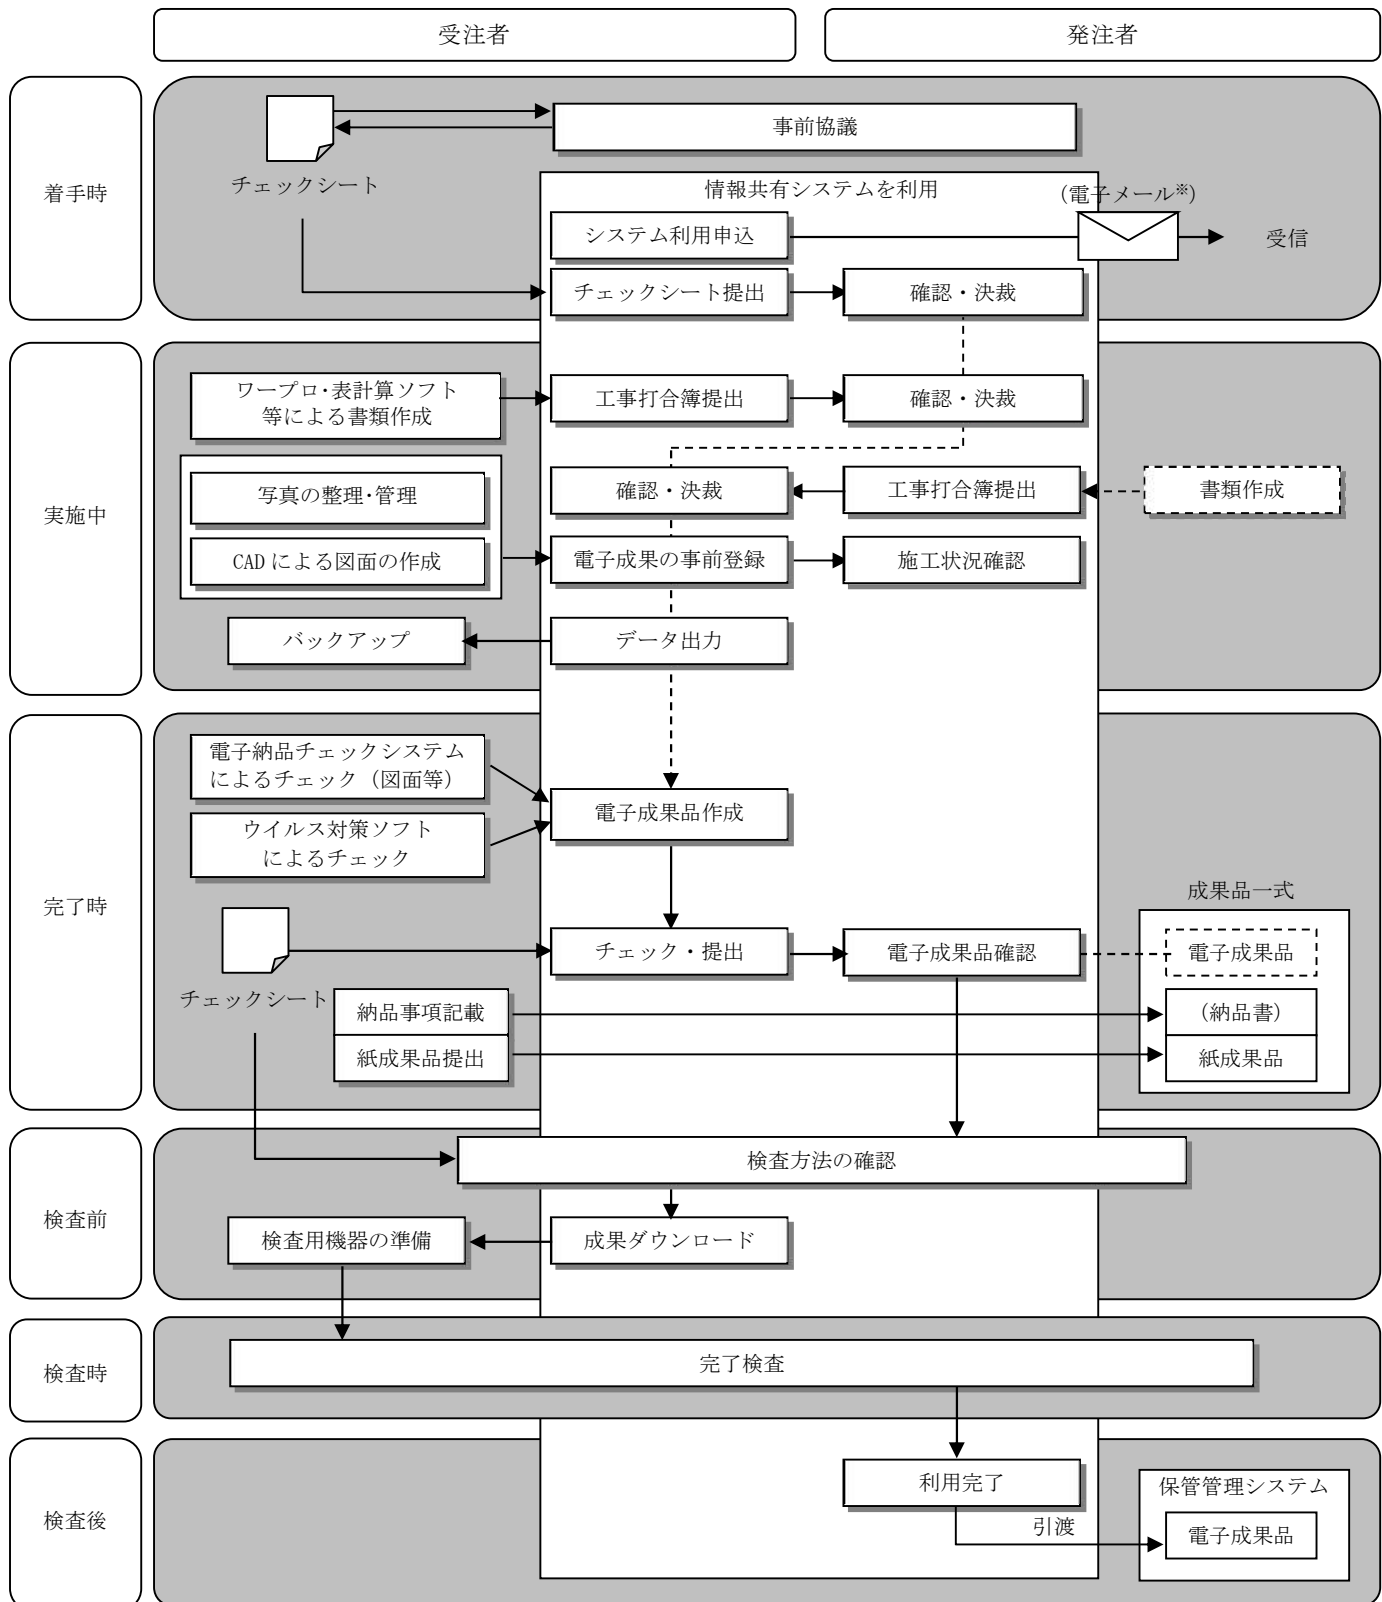 受注者
発注者
着手時
事前協議
チェックシート
情報共有システムを利用
(電子メール※)
システム利用申込
受信
チェックシート提出
確認・決裁
実施中
ワープロ・表計算ソフト
等による書類作成
工事打合簿提出
確認・決裁
写真の整理・管理
確認・決裁
工事打合簿提出
書類作成
CADによる図面の作成
電子成果の事前登録
施工状況確認
バックアップ
データ出力
完了時
電子納品チェックシステム
によるチェック（図面等）
電子成果品作成
ウイルス対策ソフト
によるチェック
成果品一式
チェック・提出
電子成果品確認
電子成果品
チェックシート
納品事項記載
（納品書）
紙成果品提出
紙成果品
検査前
検査方法の確認
検査用機器の準備
成果ダウンロード
検査時
完了検査
検査後
利用完了
保管管理システム
引渡
電子成果品